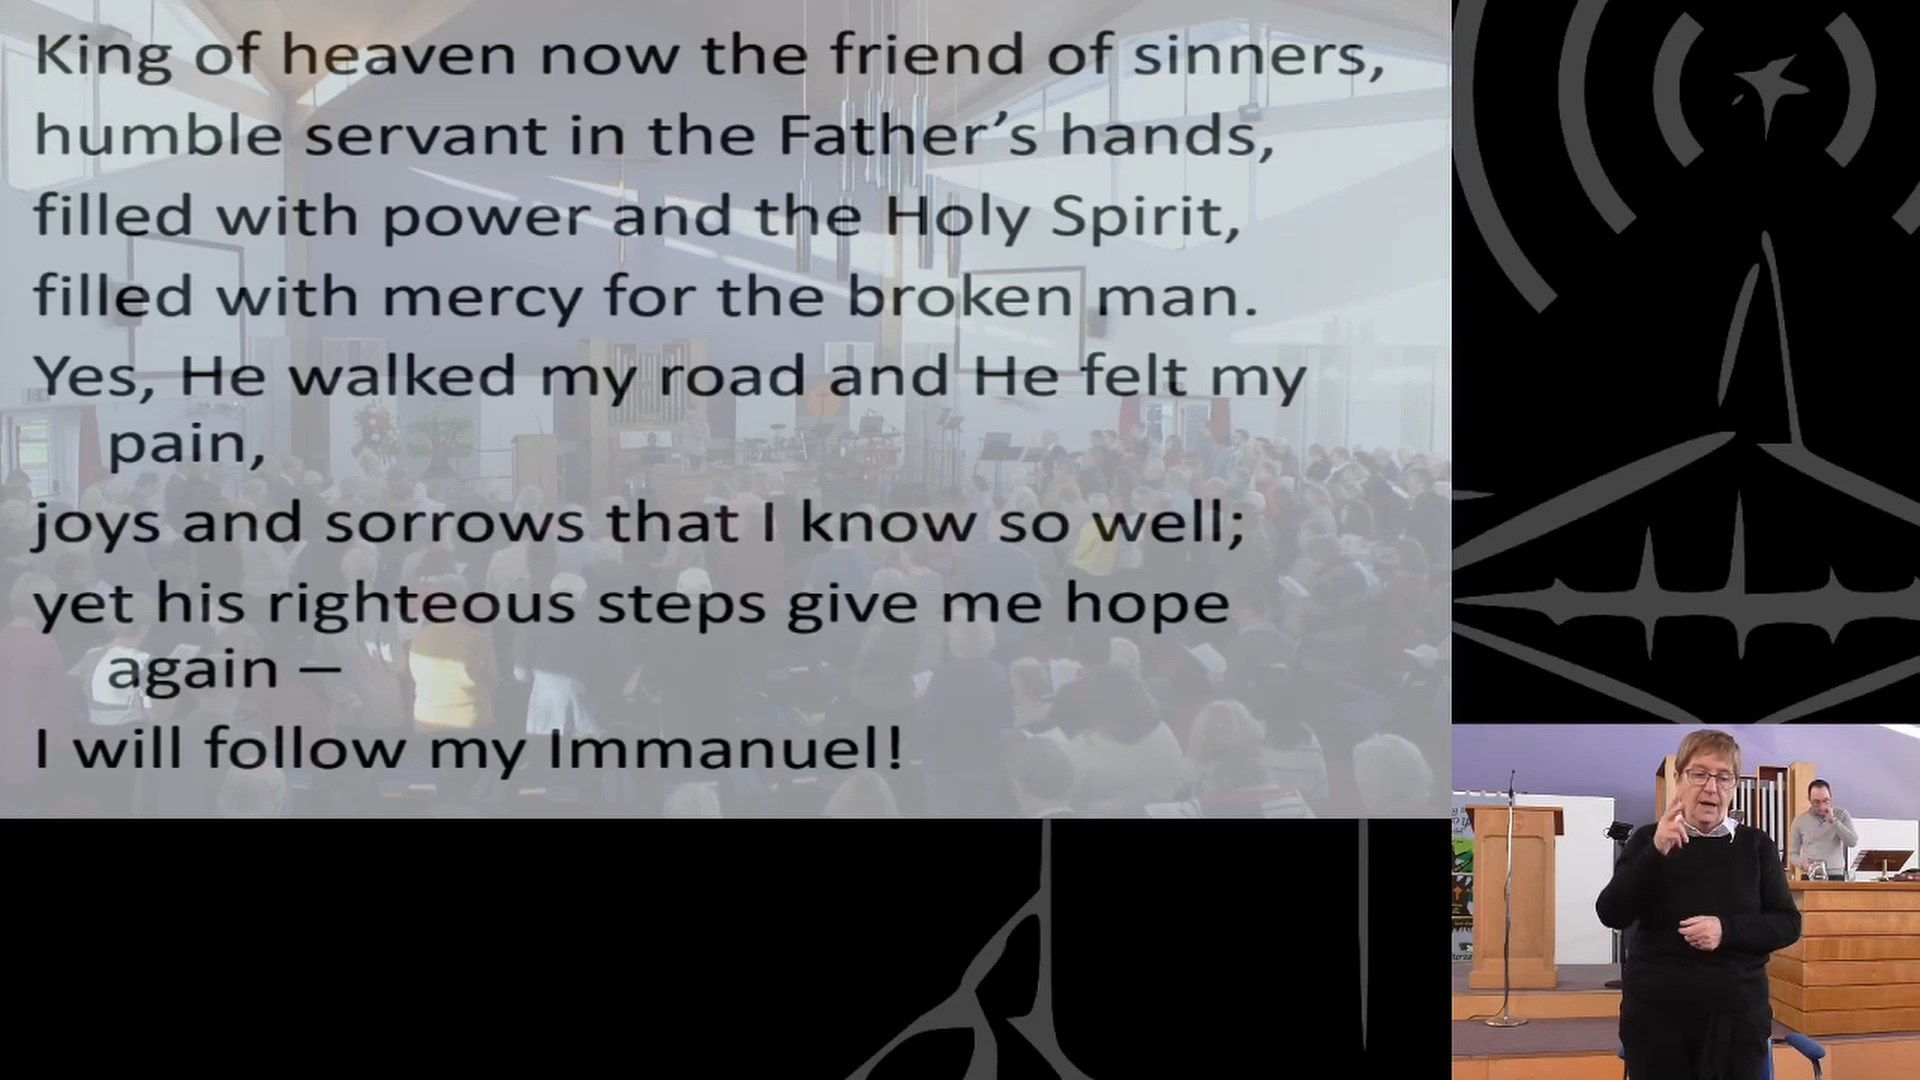 King of heaven now the friend of sinners,
humble servant in the Father’s hands,
filled with power and the Holy Spirit,
filled with mercy for the broken man.
Yes, He walked my road and He felt my
pain,
joys and sorrows that I know so well;
yet his righteous steps give me hope
again –
I will follow my Immanuel!